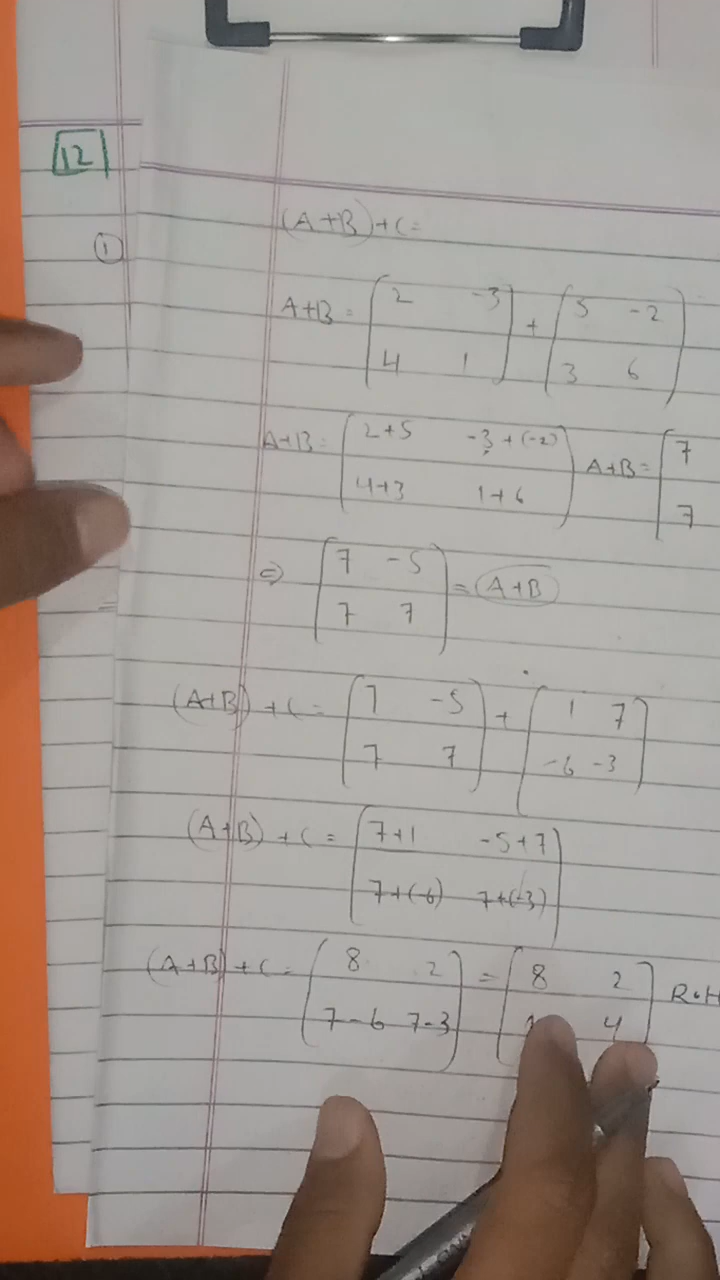 12
(A+B)+C=
①
A+B = [2 -3
4 1] + [5 -2
3 6]
A+B = [2+5 -3+(-2)
4+3 1+6] A+B = [7
7
⇒ [7 -5
7 7] = (A+B)
(A+B) + C = [7 -5
7 7] + [1 7
-6 -3]
(A+B) + C = [7+1 -5+7
7+(-6) 7+(-3)]
(A+B) + C = [8 2
7-6 7-3] = [8 2
4] R.H